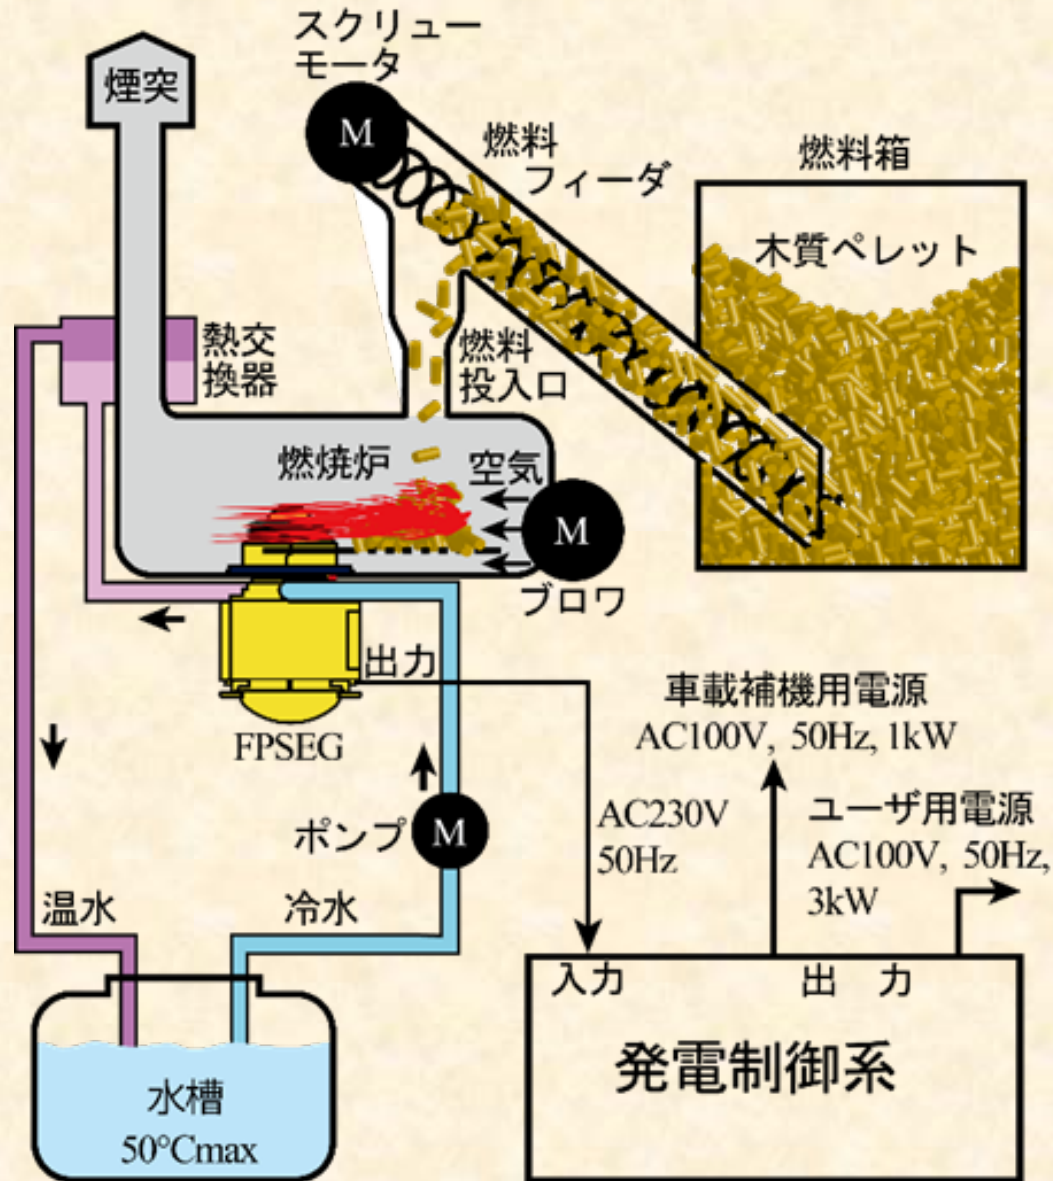 スクリュー
モータ
煙突
M
燃料
フィーダ
燃料箱
木質ペレット
熱交
換器
燃料
投入口
燃焼炉
空気
M
ブロワ
出力
FPSEG
車載補機用電源
AC100V, 50Hz, 1kW
ポンプ
M
AC230V
50Hz
ユーザ用電源
AC100V, 50Hz,
3kW
温水
冷水
入力
出 力
発電制御系
水槽
50°Cmax